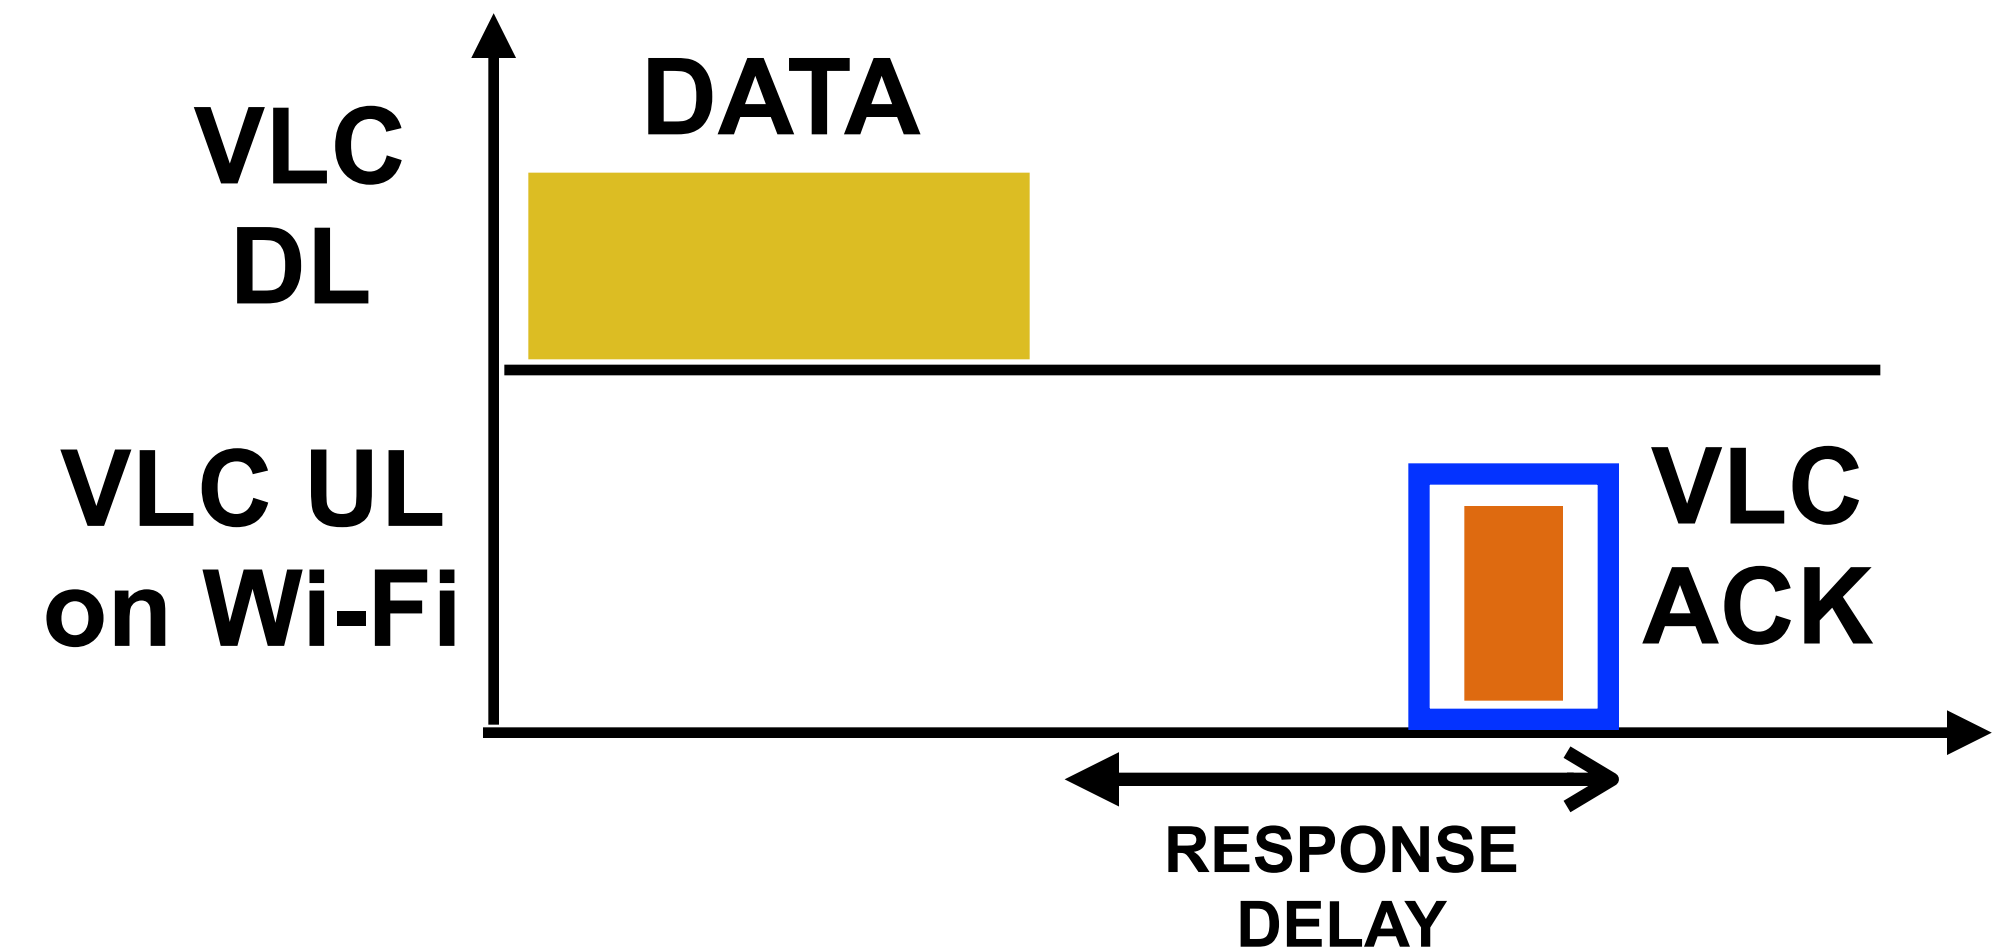 DATA
VLC
DL
VLC UL
on Wi-Fi
VLC
ACK
RESPONSE
DELAY